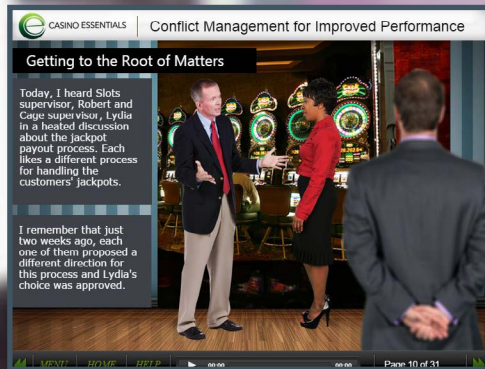 CASINO ESSENTIALS
Conflict Management for Improved Performance
Getting to the Root of Matters
Today, I heard Slots
supervisor, Robert and
Cage supervisor, Lydia
in a heated discussion
about the jackpot
payout process. Each
likes a different process
for handling the
customers' jackpots.
I remember that just
two weeks ago, each
one of them proposed a
different direction for
this process and Lydia's
choice was approved.
MENU HOME HELP 00:00 00:00 Page 10 of 31